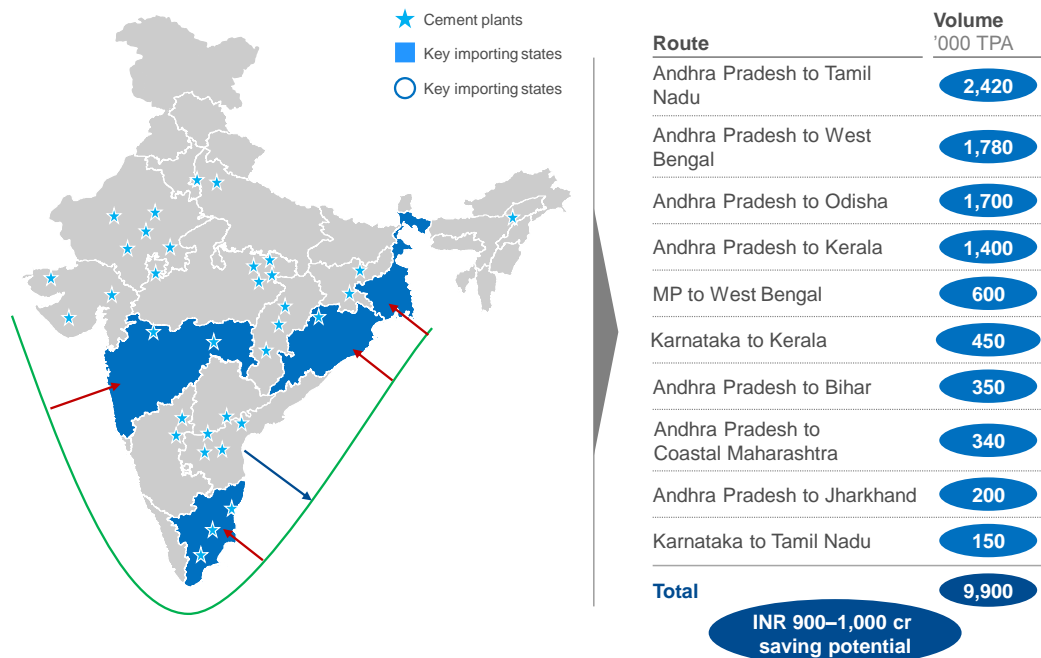 Cement plants
Key importing states
Key importing states
Route
Volume
’000 TPA
Andhra Pradesh to Tamil
Nadu
2,420
Andhra Pradesh to West
Bengal
1,780
Andhra Pradesh to Odisha
1,700
Andhra Pradesh to Kerala
1,400
MP to West Bengal
600
Karnataka to Kerala
450
Andhra Pradesh to Bihar
350
Andhra Pradesh to
Coastal Maharashtra
340
Andhra Pradesh to Jharkhand
200
Karnataka to Tamil Nadu
150
Total
9,900
INR 900–1,000 cr
saving potential